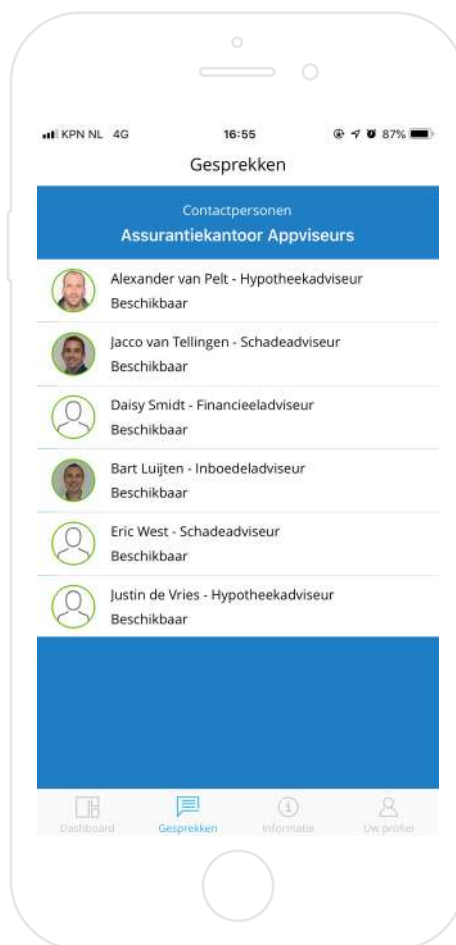 KPN NL 4G 16:55 87%
Gesprekken
Contactpersonen
Assurantiekantoor Appviseurs
Alexander van Pelt - Hypotheekadviseur
Beschikbaar
Jacco van Tellingen - Schadeadviseur
Beschikbaar
Daisy Smidt - Financieeladviseur
Beschikbaar
Bart Luijten - Inboedeladviseur
Beschikbaar
Eric West - Schadeadviseur
Beschikbaar
Justin de Vries - Hypotheekadviseur
Beschikbaar
Dashboard Gesprekken Informatie Uw profiel